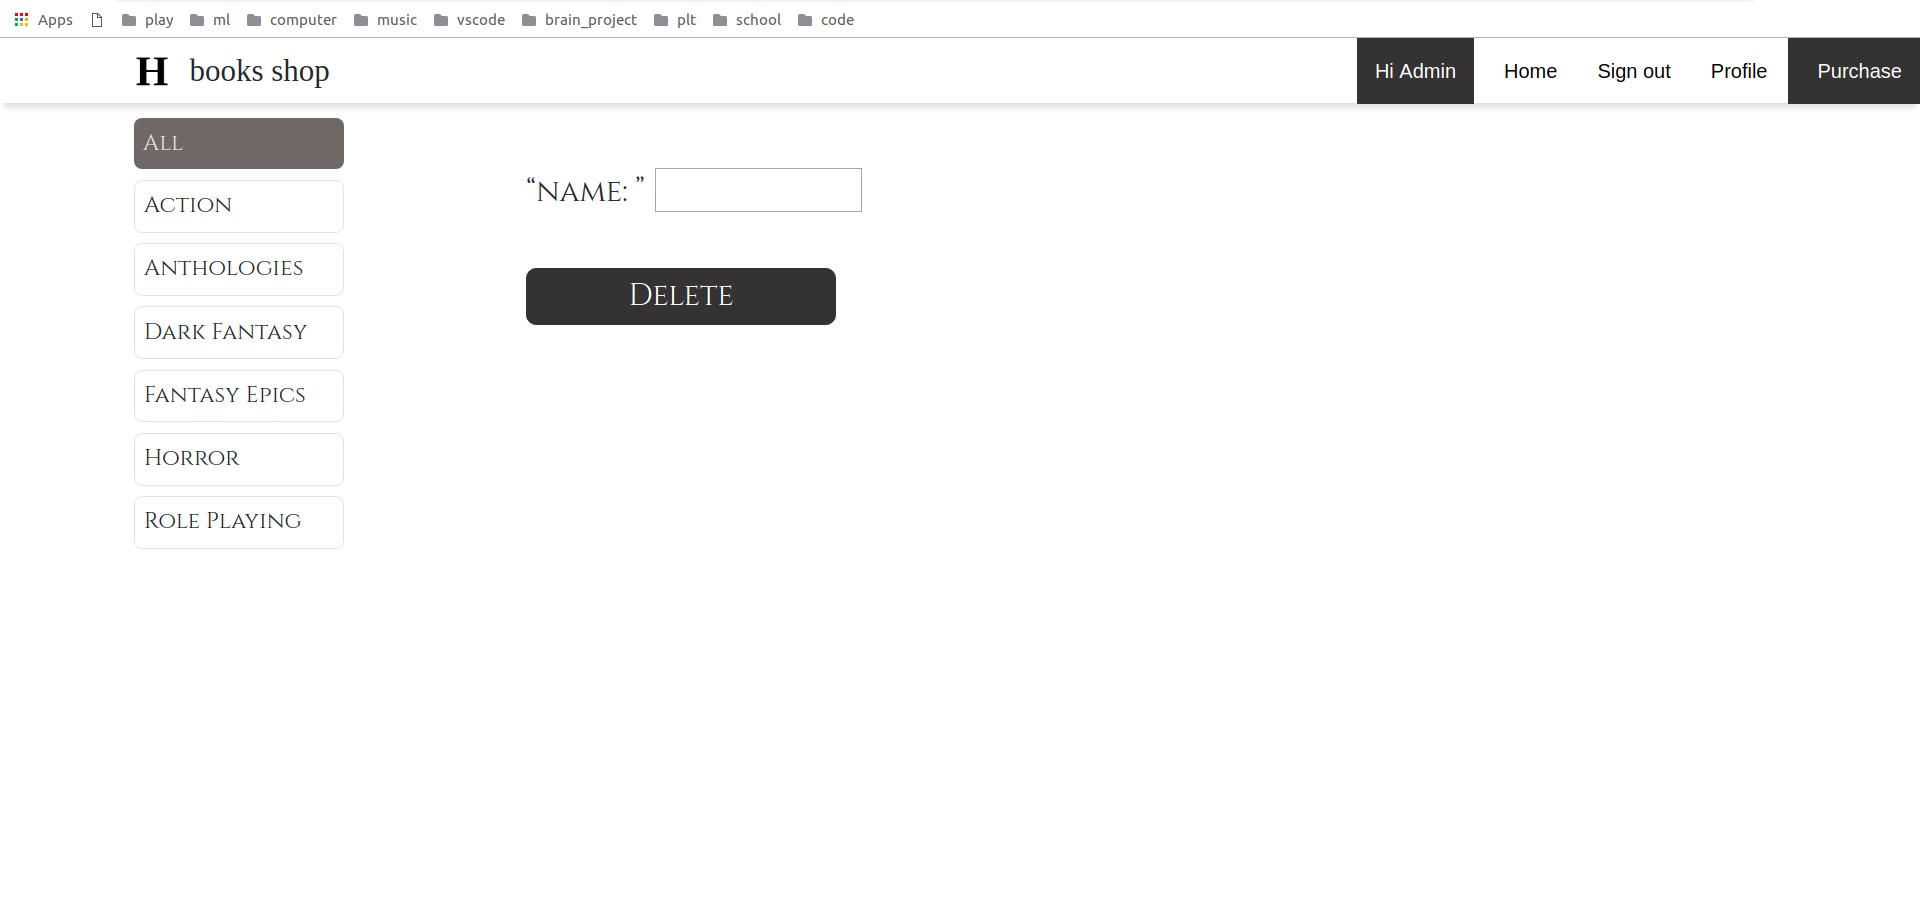 Apps play ml computer music vscode brain_project plt school code
H books shop Hi Admin Home Sign out Profile Purchase
All
Action
Anthologies
Dark Fantasy
Fantasy Epics
Horror
Role Playing
“NAME: ”
Delete